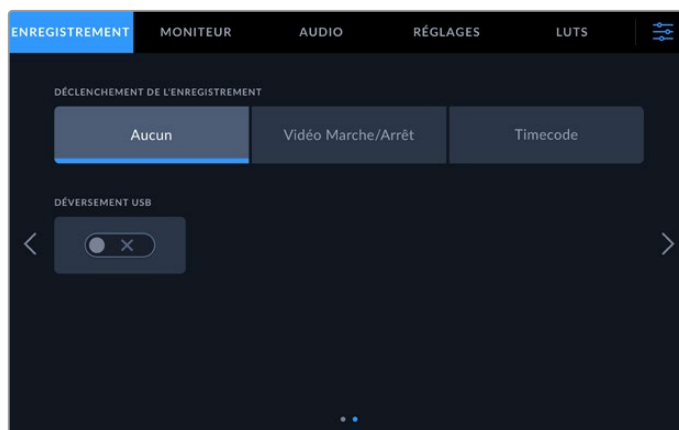 ENREGISTREMENT MONITEUR AUDIO RÉGLAGES LUTS
DÉCLENCHEMENT DE L'ENREGISTREMENT
Aucun Vidéo Marche/Arrêt Timecode
DÉVERSEMENT USB